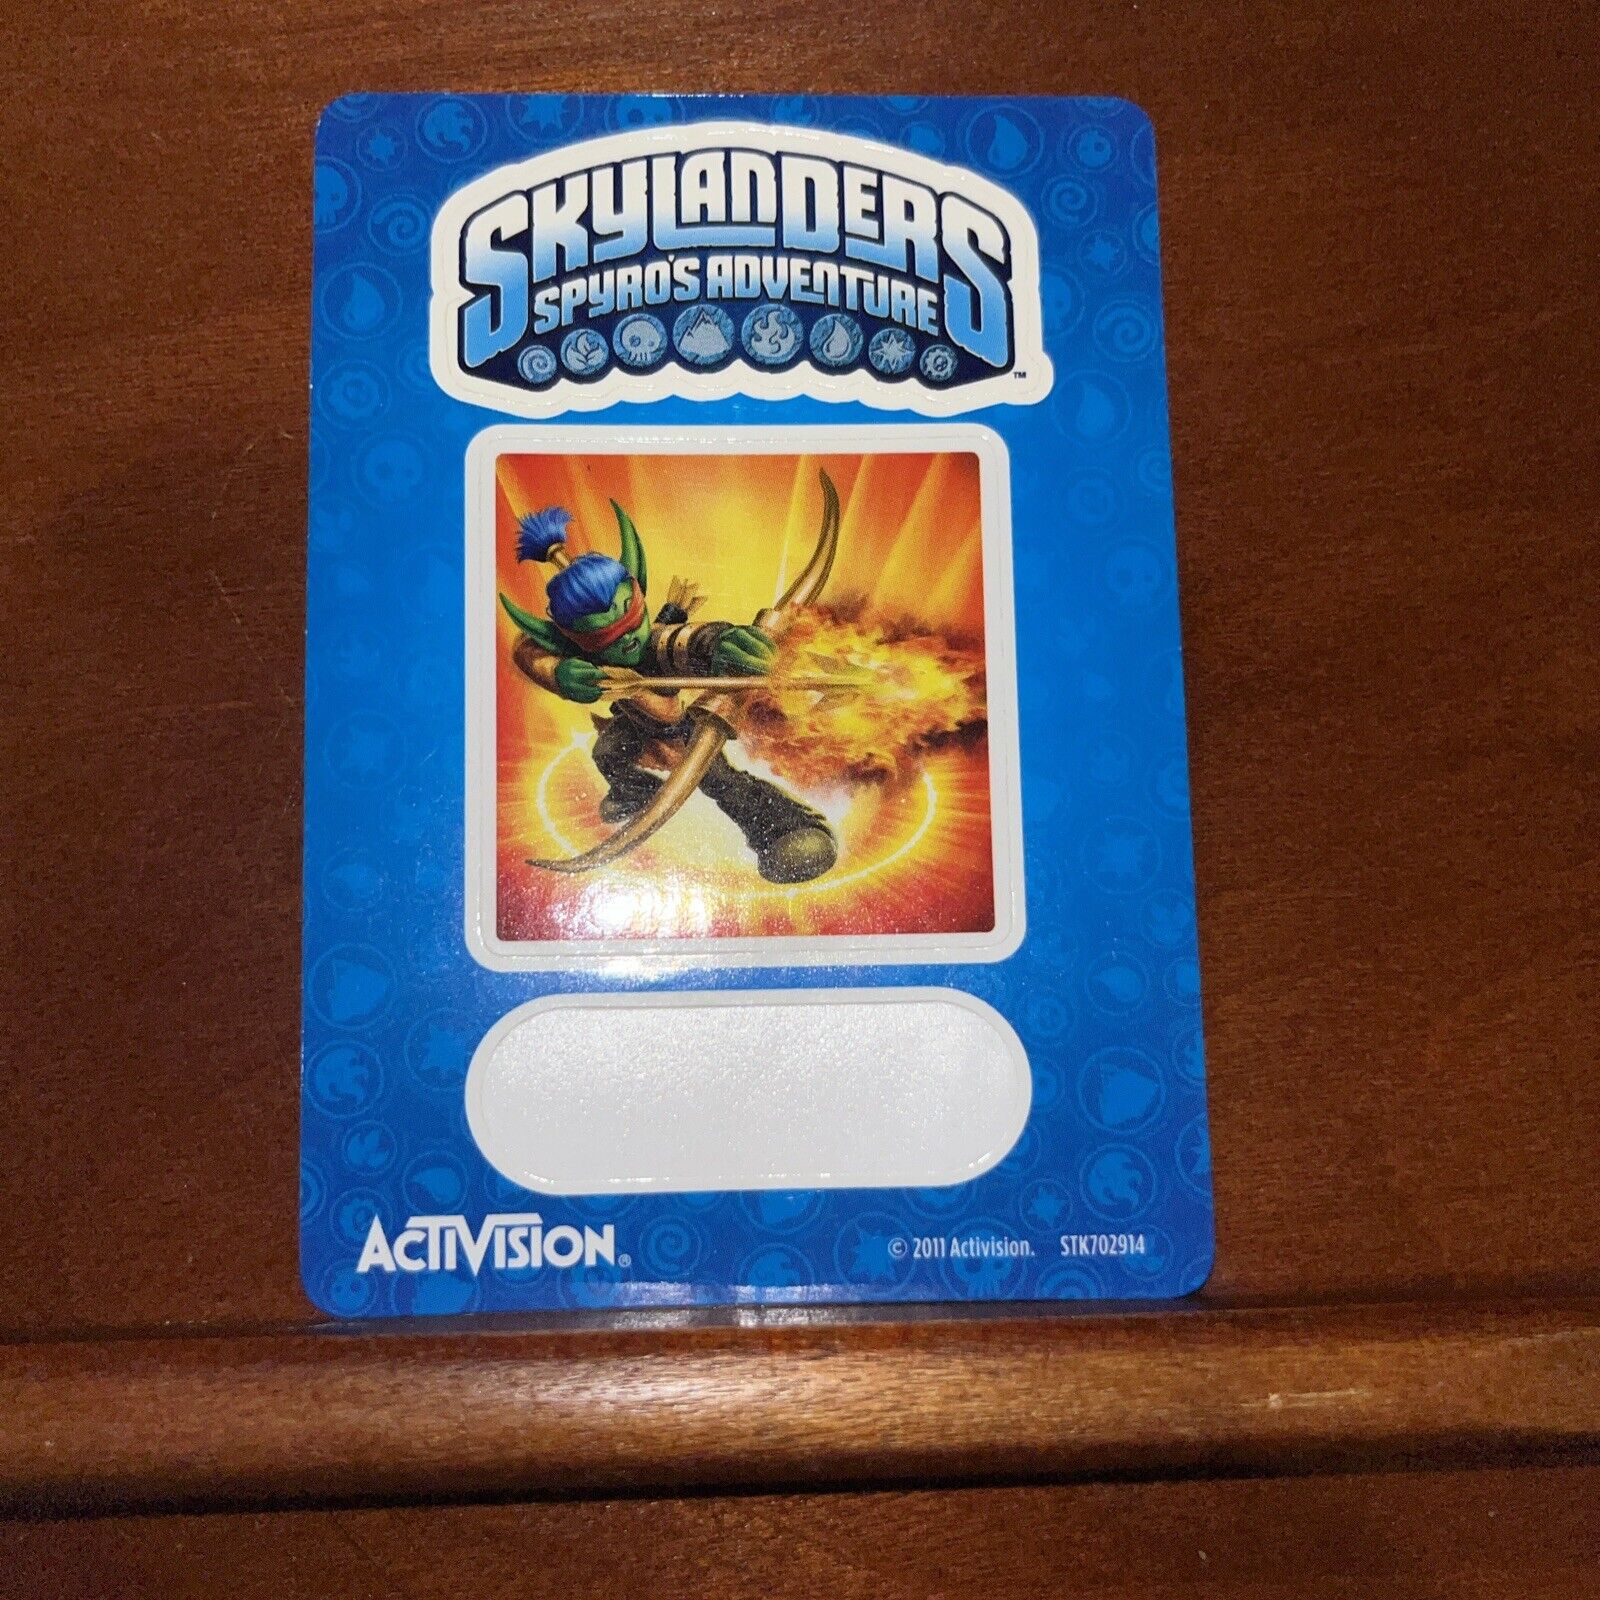 SKYLANDERS
SPYRO'S ADVENTURE
™
ACTIVISION®
© 2011 Activision. STK702914